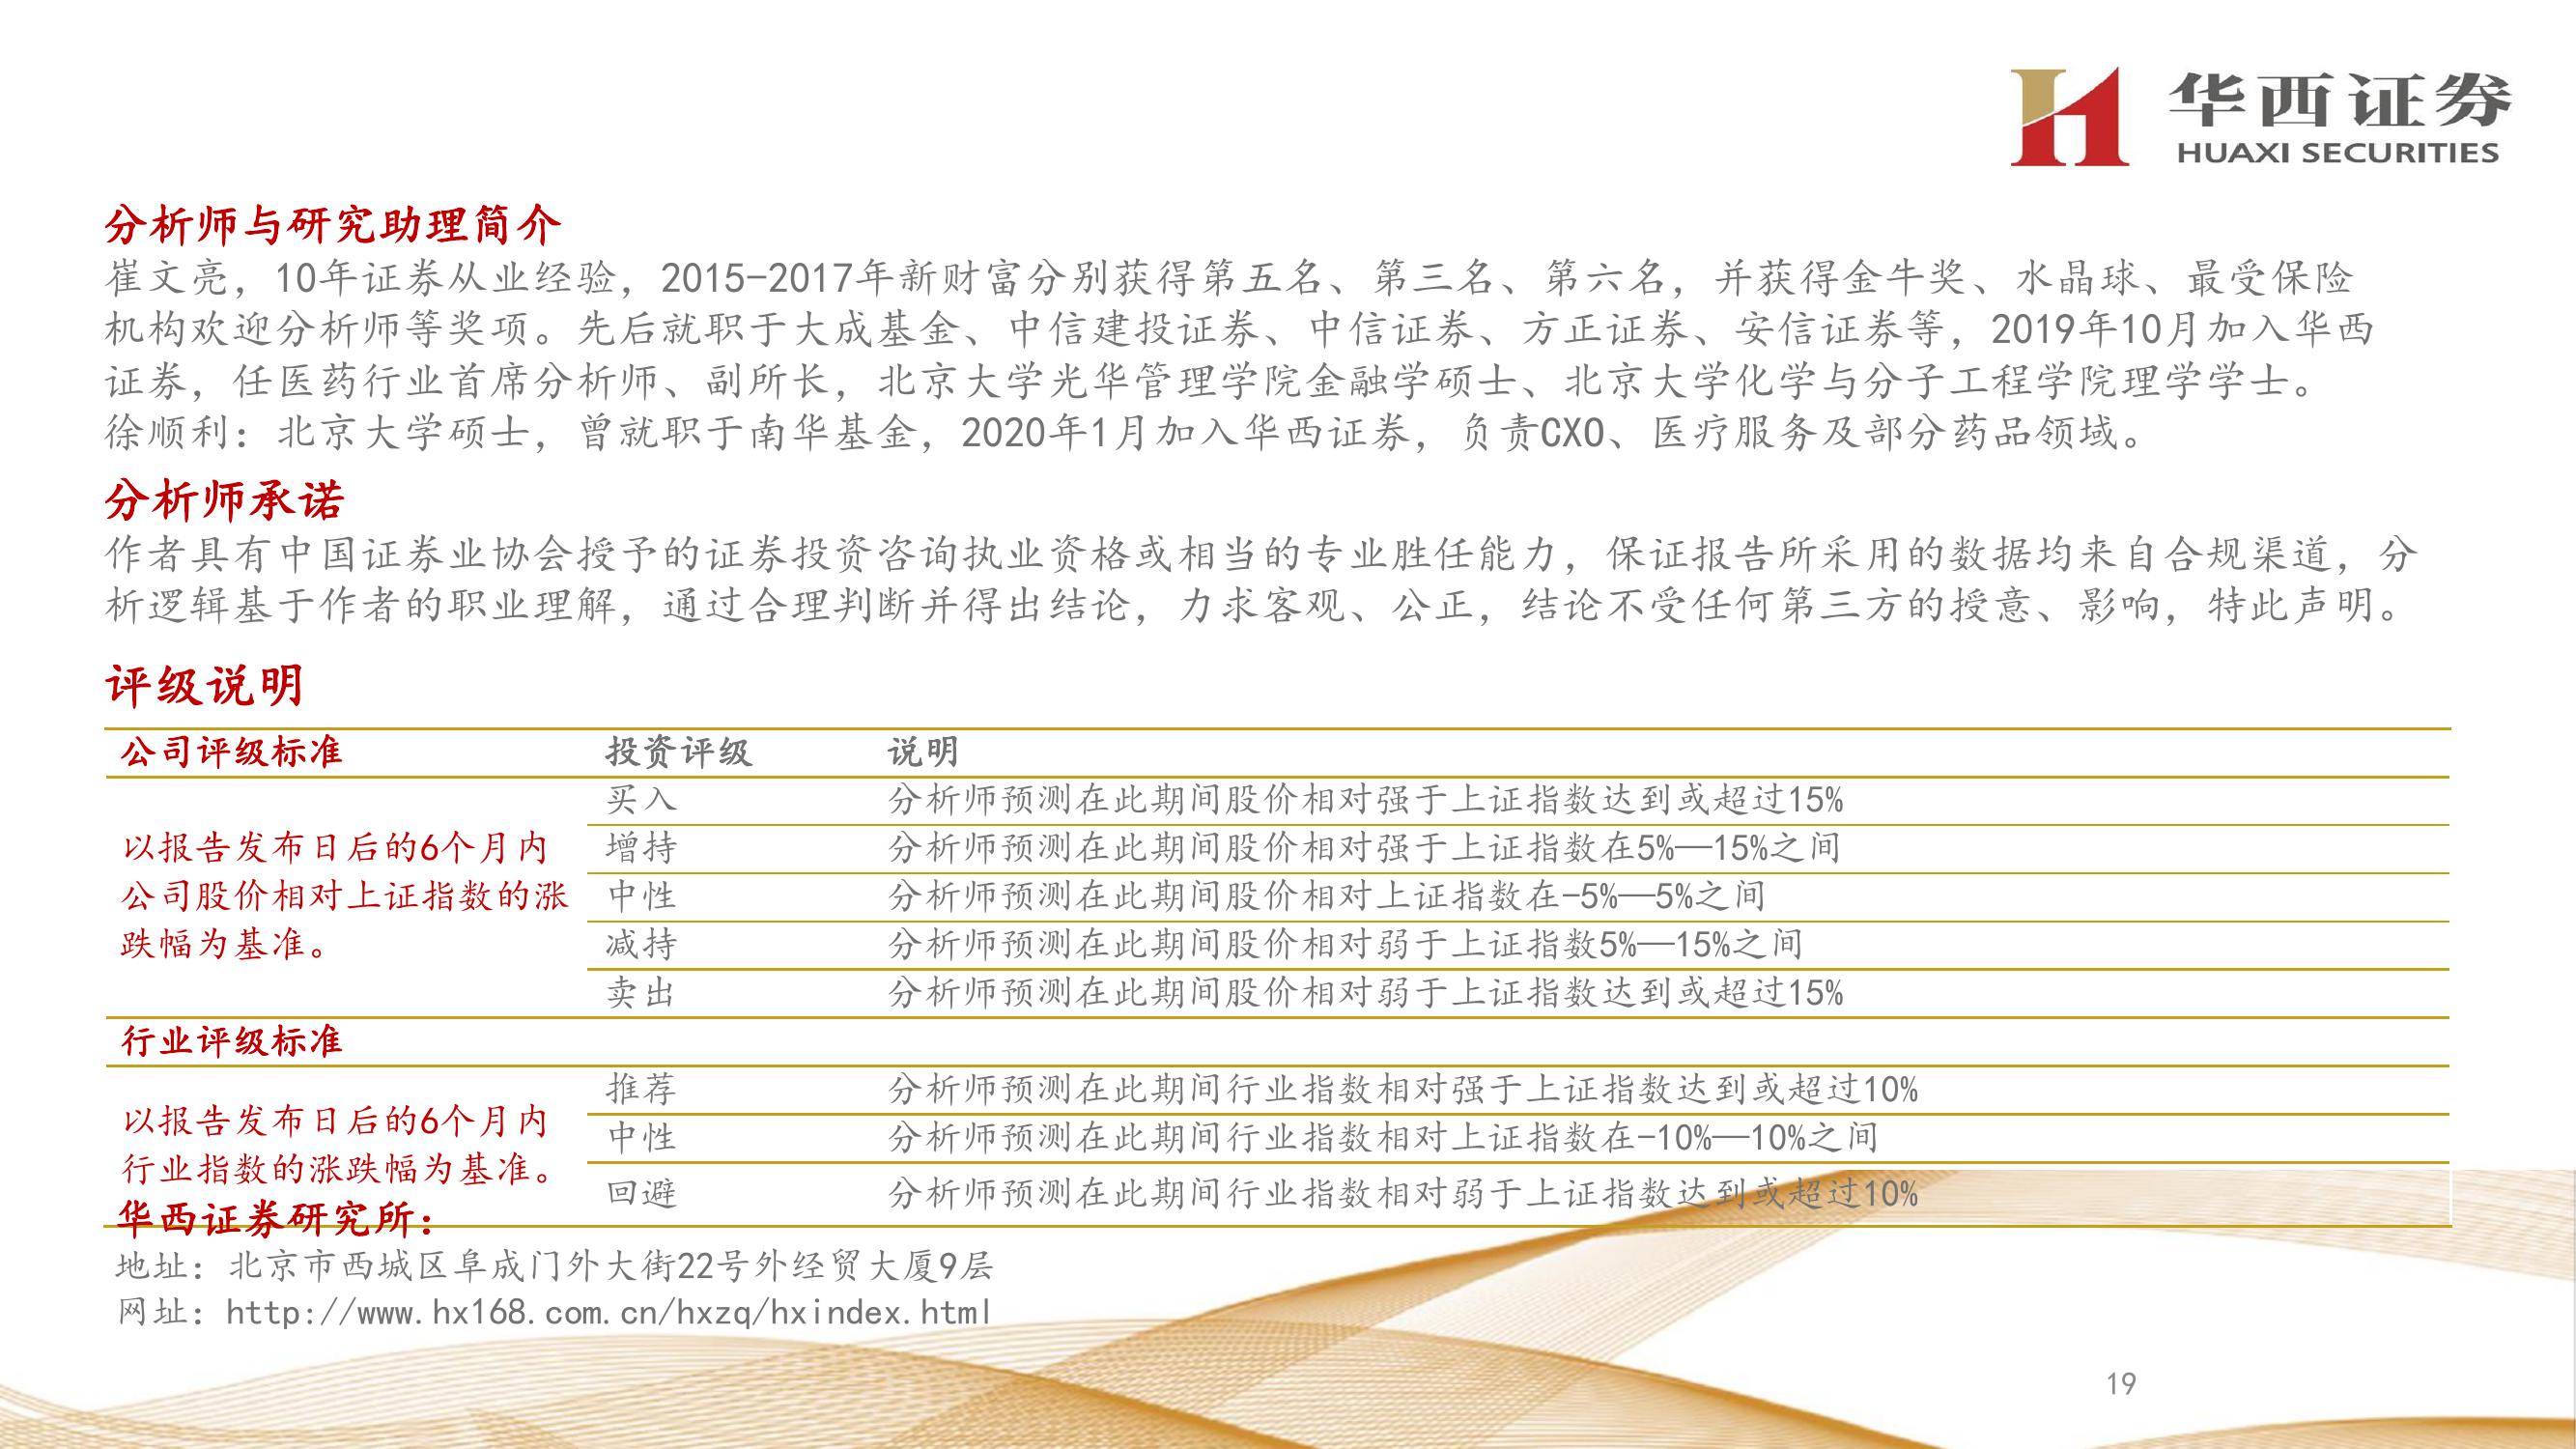 华西证券
HUAXI SECURITIES
分析师与研究助理简介
崔文亮，10年证券从业经验，2015-2017年新财富分别获得第五名、第三名、第六名，并获得金牛奖、水晶球、最受保险
机构欢迎分析师等奖项。先后就职于大成基金、中信建投证券、中信证券、方正证券、安信证券等，2019年10月加入华西
证券，任医药行业首席分析师、副所长，北京大学光华管理学院金融学硕士、北京大学化学与分子工程学院理学学士。
徐顺利：北京大学硕士，曾就职于南华基金，2020年1月加入华西证券，负责CXO、医疗服务及部分药品领域。
分析师承诺
作者具有中国证券业协会授予的证券投资咨询执业资格或相当的专业胜任能力，保证报告所采用的数据均来自合规渠道，分
析逻辑基于作者的职业理解，通过合理判断并得出结论，力求客观、公正，结论不受任何第三方的授意、影响，特此声明。
评级说明
公司评级标准 投资评级 说明
以报告发布日后的6个月内
公司股价相对上证指数的涨
跌幅为基准。
买入 分析师预测在此期间股价相对强于上证指数达到或超过15%
增持 分析师预测在此期间股价相对强于上证指数在5%—15%之间
中性 分析师预测在此期间股价相对上证指数在-5%—5%之间
减持 分析师预测在此期间股价相对弱于上证指数5%—15%之间
卖出 分析师预测在此期间股价相对弱于上证指数达到或超过15%
行业评级标准
以报告发布日后的6个月内
行业指数的涨跌幅为基准。
推荐 分析师预测在此期间行业指数相对强于上证指数达到或超过10%
中性 分析师预测在此期间行业指数相对上证指数在-10%—10%之间
回避 分析师预测在此期间行业指数相对弱于上证指数达到或超过10%
华西证券研究所：
地址：北京市西城区阜成门外大街22号外经贸大厦9层
网址：http://www.hx168.com.cn/hxzq/hxindex.html
19